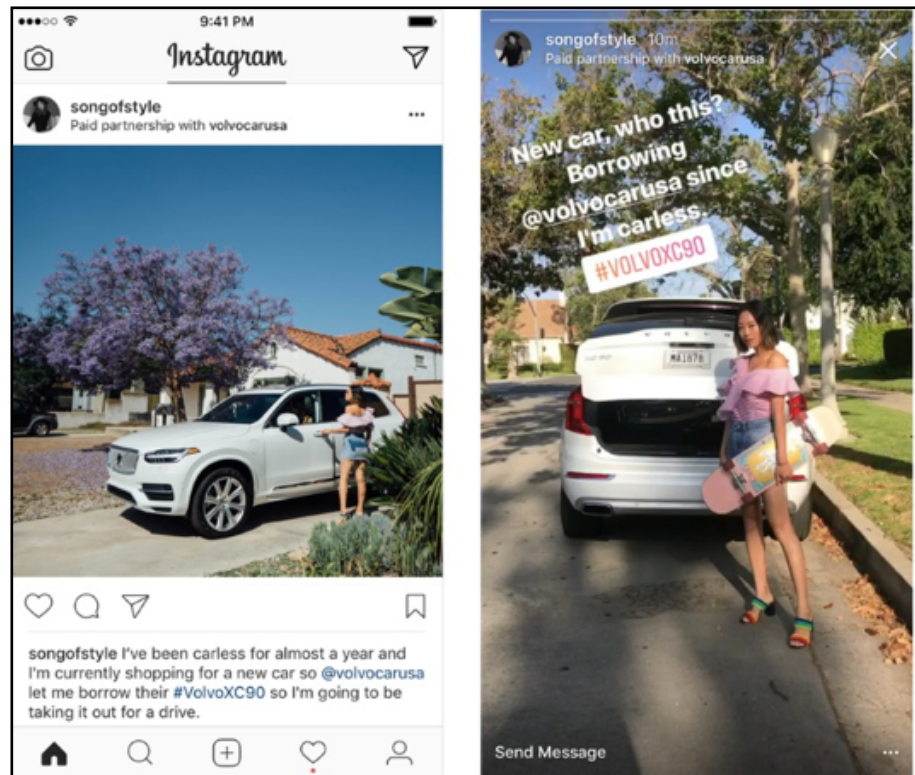 9:41 PM
Instagram
songofstyle
Paid partnership with volvocarusa
songofstyle I've been carless for almost a year and
I'm currently shopping for a new car so @volvocarusa
let me borrow their #VolvoXC90 so I'm going to be
taking it out for a drive.
songofstyle 10m
Paid partnership with volvocarusa
New car, who this?
Borrowing
@volvocarusa since
I'm carless.
#VOLVOXC90
VOLVO
Send Message